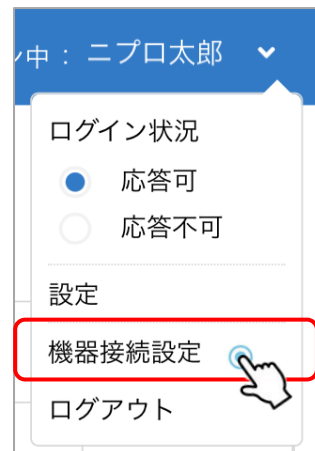 ン中： ニプロ太郎
ログイン状況
応答可
応答不可
設定
機器接続設定
ログアウト